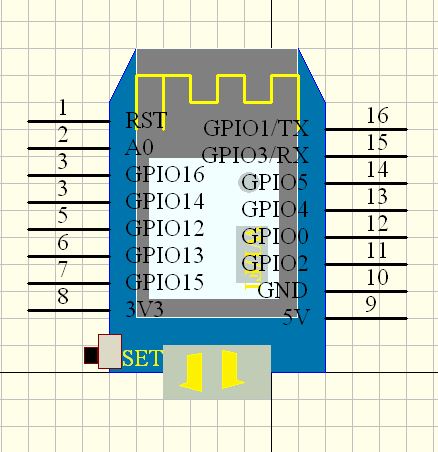 1 RST
2 A0
3 GPIO16
3 GPIO14
5 GPIO12
6 GPIO13
7 GPIO15
8 3V3
GPIO1/TX 16
GPIO3/RX 15
GPIO5 14
GPIO4 13
GPIO0 12
GPIO2 11
GND 10
5V 9
SET